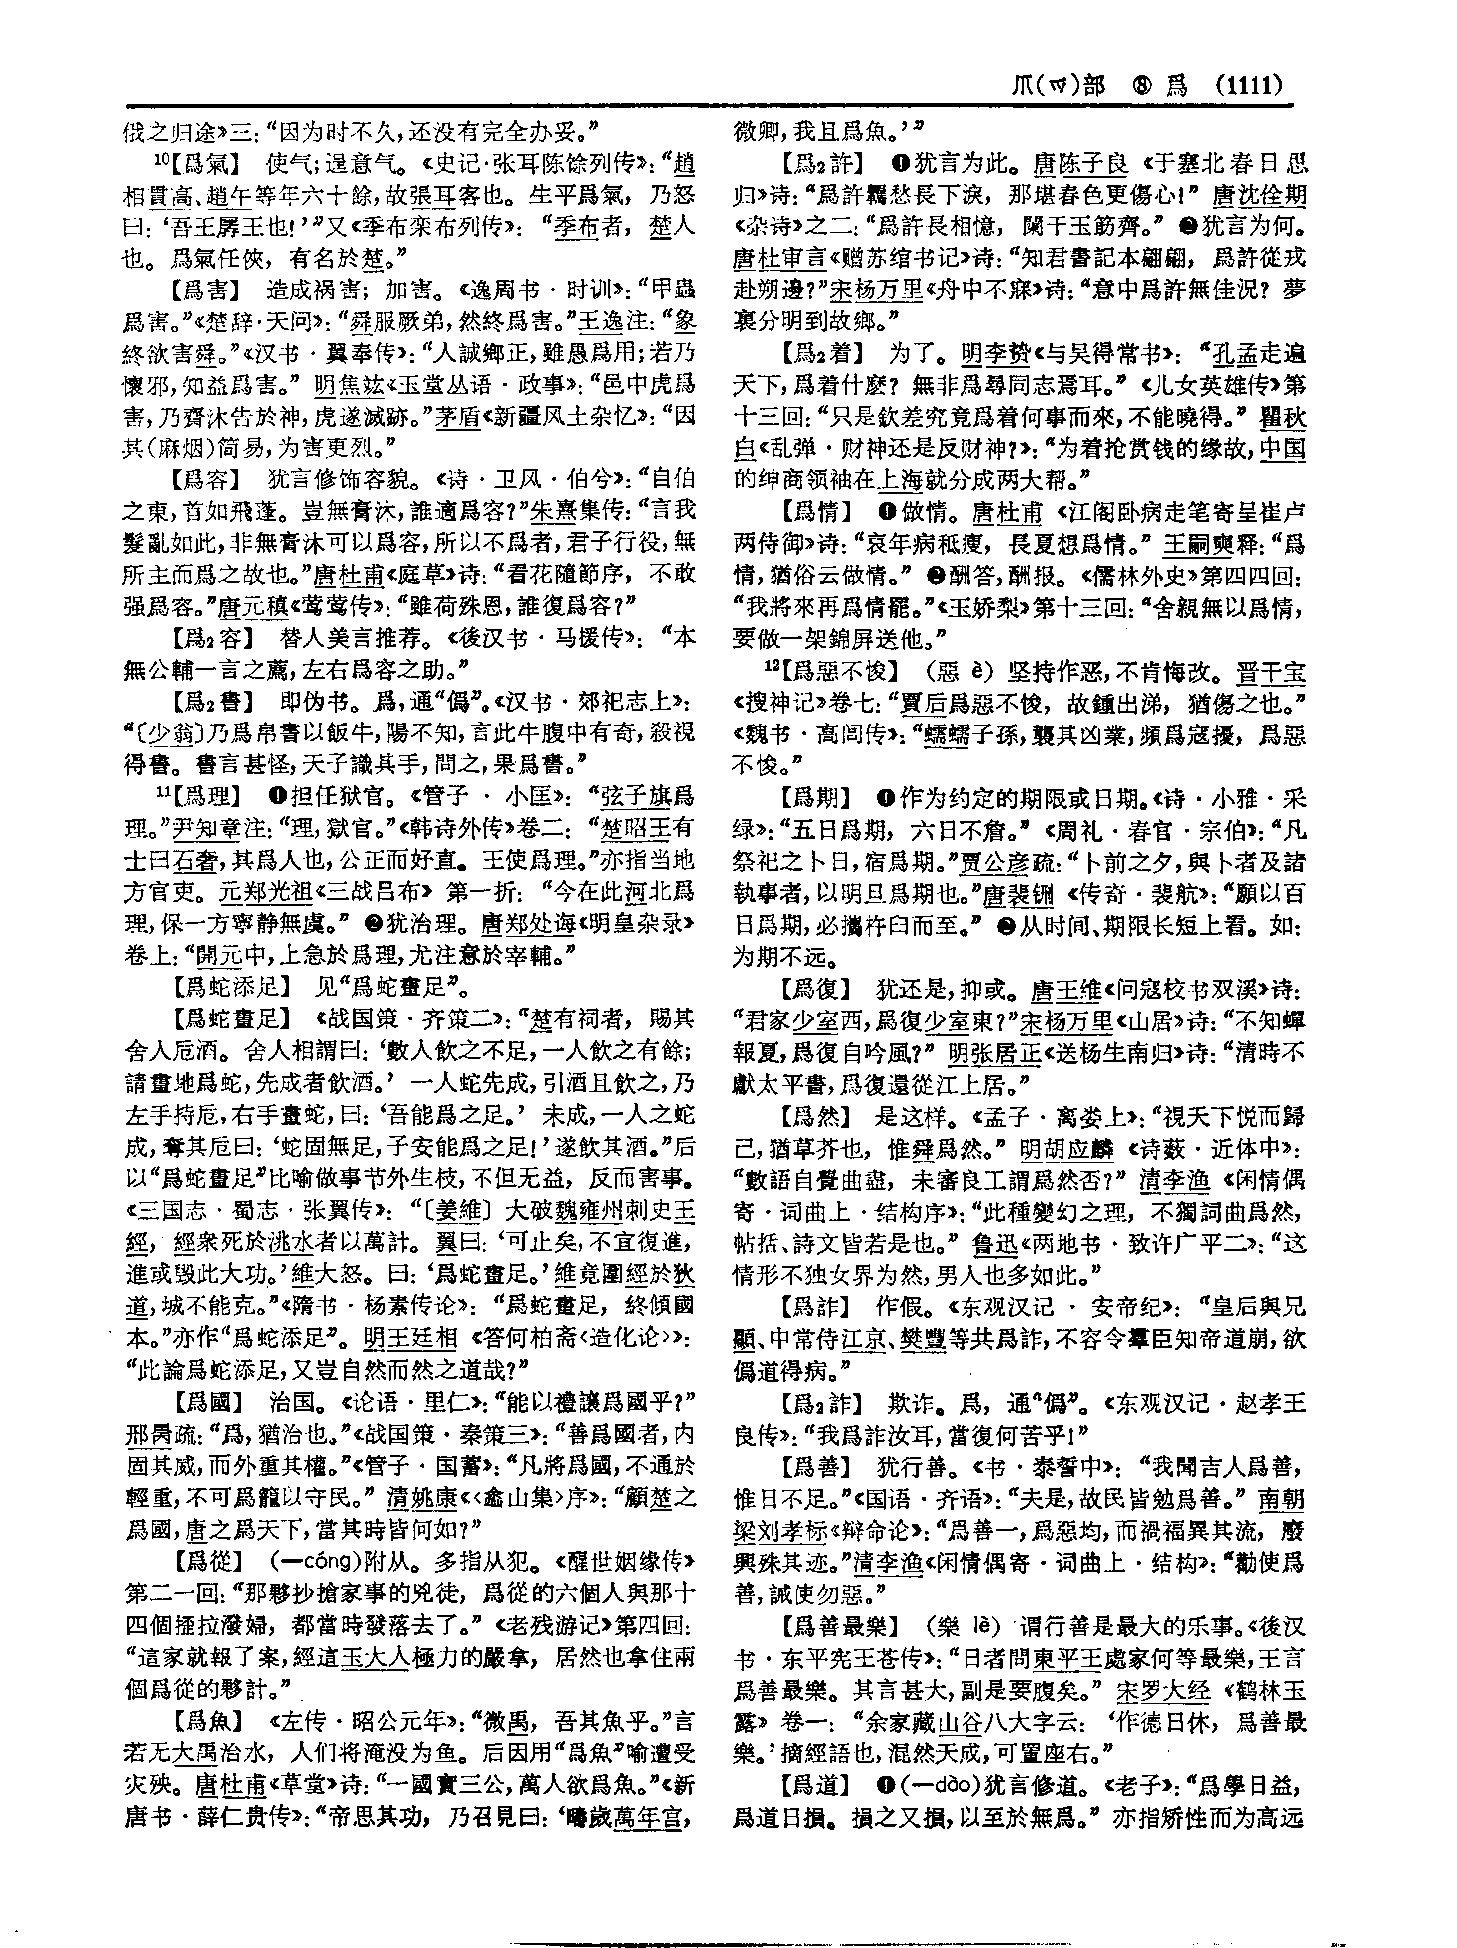 爪(爫)部 ⑧ 爲 (1111)
俄之归途》三：“因为时不久，还没有完全办妥。”
¹⁰【爲氣】 使气；逞意气。《史记·张耳陈馀列传》：“趙
相貫高、趙午等年六十餘，故張耳客也。生平爲氣，乃怒
曰：‘吾王孱王也！’”又《季布栾布列传》：“季布者，楚人
也。爲氣任俠，有名於楚。”
【爲害】 造成祸害；加害。《逸周书·时训》：“甲蟲
爲害。”《楚辞·天问》：“舜服厥弟，然終爲害。”王逸注：“象
終欲害舜。”《汉书·翼奉传》：“人誠鄉正，雖愚爲用；若乃
懷邪，知益爲害。”明焦竑《玉堂丛语·政事》：“邑中虎爲
害，乃齋沐告於神，虎遂滅跡。”茅盾《新疆风土杂忆》：“因
其(麻烟)简易，为害更烈。”
【爲容】 犹言修饰容貌。《诗·卫风·伯兮》：“自伯
之東，首如飛蓬。豈無膏沐，誰適爲容？”朱熹集传：“言我
髮亂如此，非無膏沐可以爲容，所以不爲者，君子行役，無
所主而爲之故也。”唐杜甫《庭草》诗：“看花隨節序，不敢
强爲容。”唐元稹《莺莺传》：“雖荷殊恩，誰復爲容？”
【爲₂容】 替人美言推荐。《後汉书·马援传》：“本
無公輔一言之薦，左右爲容之助。”
【爲₂書】 即伪书。爲，通“僞”。《汉书·郊祀志上》：
“〔少翁〕乃爲帛書以飯牛，陽不知，言此牛腹中有奇，殺視
得書。書言甚怪，天子識其手，問之，果爲書。”
¹¹【爲理】 ❶担任狱官。《管子·小匡》：“弦子旗爲
理。”尹知章注：“理，獄官。”《韩诗外传》卷二：“楚昭王有
士曰石奢，其爲人也，公正而好直。王使爲理。”亦指当地
方官吏。元郑光祖《三战吕布》第一折：“今在此河北爲
理，保一方寧静無虞。”❷犹治理。唐郑处诲《明皇杂录》
卷上：“開元中，上急於爲理，尤注意於宰輔。”
【爲蛇添足】 见“爲蛇畫足”。
【爲蛇畫足】 《战国策·齐策二》：“楚有祠者，賜其
舍人卮酒。舍人相謂曰：‘數人飲之不足，一人飲之有餘；
請畫地爲蛇，先成者飲酒。’一人蛇先成，引酒且飲之，乃
左手持卮，右手畫蛇，曰：‘吾能爲之足。’未成，一人之蛇
成，奪其卮曰：‘蛇固無足，子安能爲之足！’遂飲其酒。”后
以“爲蛇畫足”比喻做事节外生枝，不但无益，反而害事。
《三国志·蜀志·张翼传》：“〔姜維〕大破魏雍州刺史王
經，經衆死於洮水者以萬計。翼曰：‘可止矣，不宜復進，
進或毁此大功。’維大怒。曰：‘爲蛇畫足。’維竟圍經於狄
道，城不能克。”《隋书·杨素传论》：“爲蛇畫足，終傾國
本。”亦作“爲蛇添足”。明王廷相《答何柏斋〈造化论〉》：
“此論爲蛇添足，又豈自然而然之道哉？”
【爲國】 治国。《论语·里仁》：“能以禮讓爲國乎？”
邢昺疏：“爲，猶治也。”《战国策·秦策三》：“善爲國者，内
固其威，而外重其權。”《管子·国蓄》：“凡將爲國，不通於
輕重，不可爲籠以守民。”清姚康《〈龕山集〉序》：“顧楚之
爲國，唐之爲天下，當其時皆何如？”
【爲從】 (—cóng)附从。多指从犯。《醒世姻缘传》
第二一回：“那夥抄搶家事的兇徒，爲從的六個人與那十
四個㨄拉潑婦，都當時發落去了。”《老残游记》第四回：
“這家就報了案，經這玉大人極力的嚴拿，居然也拿住兩
個爲從的夥計。”
【爲魚】 《左传·昭公元年》：“微禹，吾其魚乎。”言
若无大禹治水，人们将淹没为鱼。后因用“爲魚”喻遭受
灾殃。唐杜甫《草堂》诗：“一國實三公，萬人欲爲魚。”《新
唐书·薛仁贵传》：“帝思其功，乃召見曰：‘疇歲萬年宫，
微卿，我且爲魚。’”
【爲₂許】 ❶犹言为此。唐陈子良《于塞北春日思
归》诗：“爲許羈愁長下淚，那堪春色更傷心！”唐沈佺期
《杂诗》之二：“爲許長相憶，闌干玉筯齊。”❷犹言为何。
唐杜审言《赠苏绾书记》诗：“知君書記本翩翩，爲許從戎
赴朔邊？”宋杨万里《舟中不寐》诗：“意中爲許無佳況？夢
裏分明到故鄉。”
【爲₂着】 为了。明李贽《与吴得常书》：“孔孟走遍
天下，爲着什麽？無非爲尋同志焉耳。”《儿女英雄传》第
十三回：“只是欽差究竟爲着何事而來，不能曉得。”瞿秋
白《乱弹·财神还是反财神？》：“为着抢赏钱的缘故，中国
的绅商领袖在上海就分成两大帮。”
【爲情】 ❶做情。唐杜甫《江阁卧病走笔寄呈崔卢
两侍御》诗：“哀年病秖瘦，長夏想爲情。”王嗣奭释：“爲
情，猶俗云做情。”❷酬答，酬报。《儒林外史》第四四回：
“我將來再爲情罷。”《玉娇梨》第十三回：“舍親無以爲情，
要做一架錦屏送他。”
¹²【爲惡不悛】 (惡 è) 坚持作恶，不肯悔改。晋干宝
《搜神记》卷七：“賈后爲惡不悛，故鍾出涕，猶傷之也。”
《魏书·高闾传》：“蠕蠕子孫，襲其凶業，頻爲寇擾，爲惡
不悛。”
【爲期】 ❶作为约定的期限或日期。《诗·小雅·采
绿》：“五日爲期，六日不詹。”《周礼·春官·宗伯》：“凡
祭祀之卜日，宿爲期。”贾公彦疏：“卜前之夕，與卜者及諸
執事者，以明旦爲期也。”唐裴铏《传奇·裴航》：“願以百
日爲期，必攜杵臼而至。”❷从时间、期限长短上看。如：
为期不远。
【爲復】 犹还是，抑或。唐王维《问寇校书双溪》诗：
“君家少室西，爲復少室東？”宋杨万里《山居》诗：“不知蟬
報夏，爲復自吟風？”明张居正《送杨生南归》诗：“清時不
獻太平書，爲復還從江上居。”
【爲然】 是这样。《孟子·离娄上》：“視天下悦而歸
己，猶草芥也，惟舜爲然。”明胡应麟《诗薮·近体中》：
“數語自覺曲盡，未審良工謂爲然否？”清李渔《闲情偶
寄·词曲上·结构序》：“此種變幻之理，不獨詞曲爲然，
帖括、詩文皆若是也。”鲁迅《两地书·致许广平二》：“这
情形不独女界为然，男人也多如此。”
【爲詐】 作假。《东观汉记·安帝纪》：“皇后與兄
顯、中常侍江京、樊豐等共爲詐，不容令羣臣知帝道崩，欲
僞道得病。”
【爲₂詐】 欺诈。爲，通“僞”。《东观汉记·赵孝王
良传》：“我爲詐汝耳，當復何苦乎！”
【爲善】 犹行善。《书·泰誓中》：“我聞吉人爲善，
惟日不足。”《国语·齐语》：“夫是，故民皆勉爲善。”南朝
梁刘孝标《辩命论》：“爲善一，爲惡均，而禍福異其流，廢
興殊其迹。”清李渔《闲情偶寄·词曲上·结构》：“勸使爲
善，誡使勿惡。”
【爲善最樂】 (樂 lè) 谓行善是最大的乐事。《後汉
书·东平宪王苍传》：“日者問東平王處家何等最樂，王言
爲善最樂。其言甚大，副是要腹矣。”宋罗大经《鹤林玉
露》卷一：“余家藏山谷八大字云：‘作德日休，爲善最
樂。’摘經語也，混然天成，可置座右。”
【爲道】 ❶(—dào)犹言修道。《老子》：“爲學日益，
爲道日損。損之又損，以至於無爲。”亦指矫性而为高远